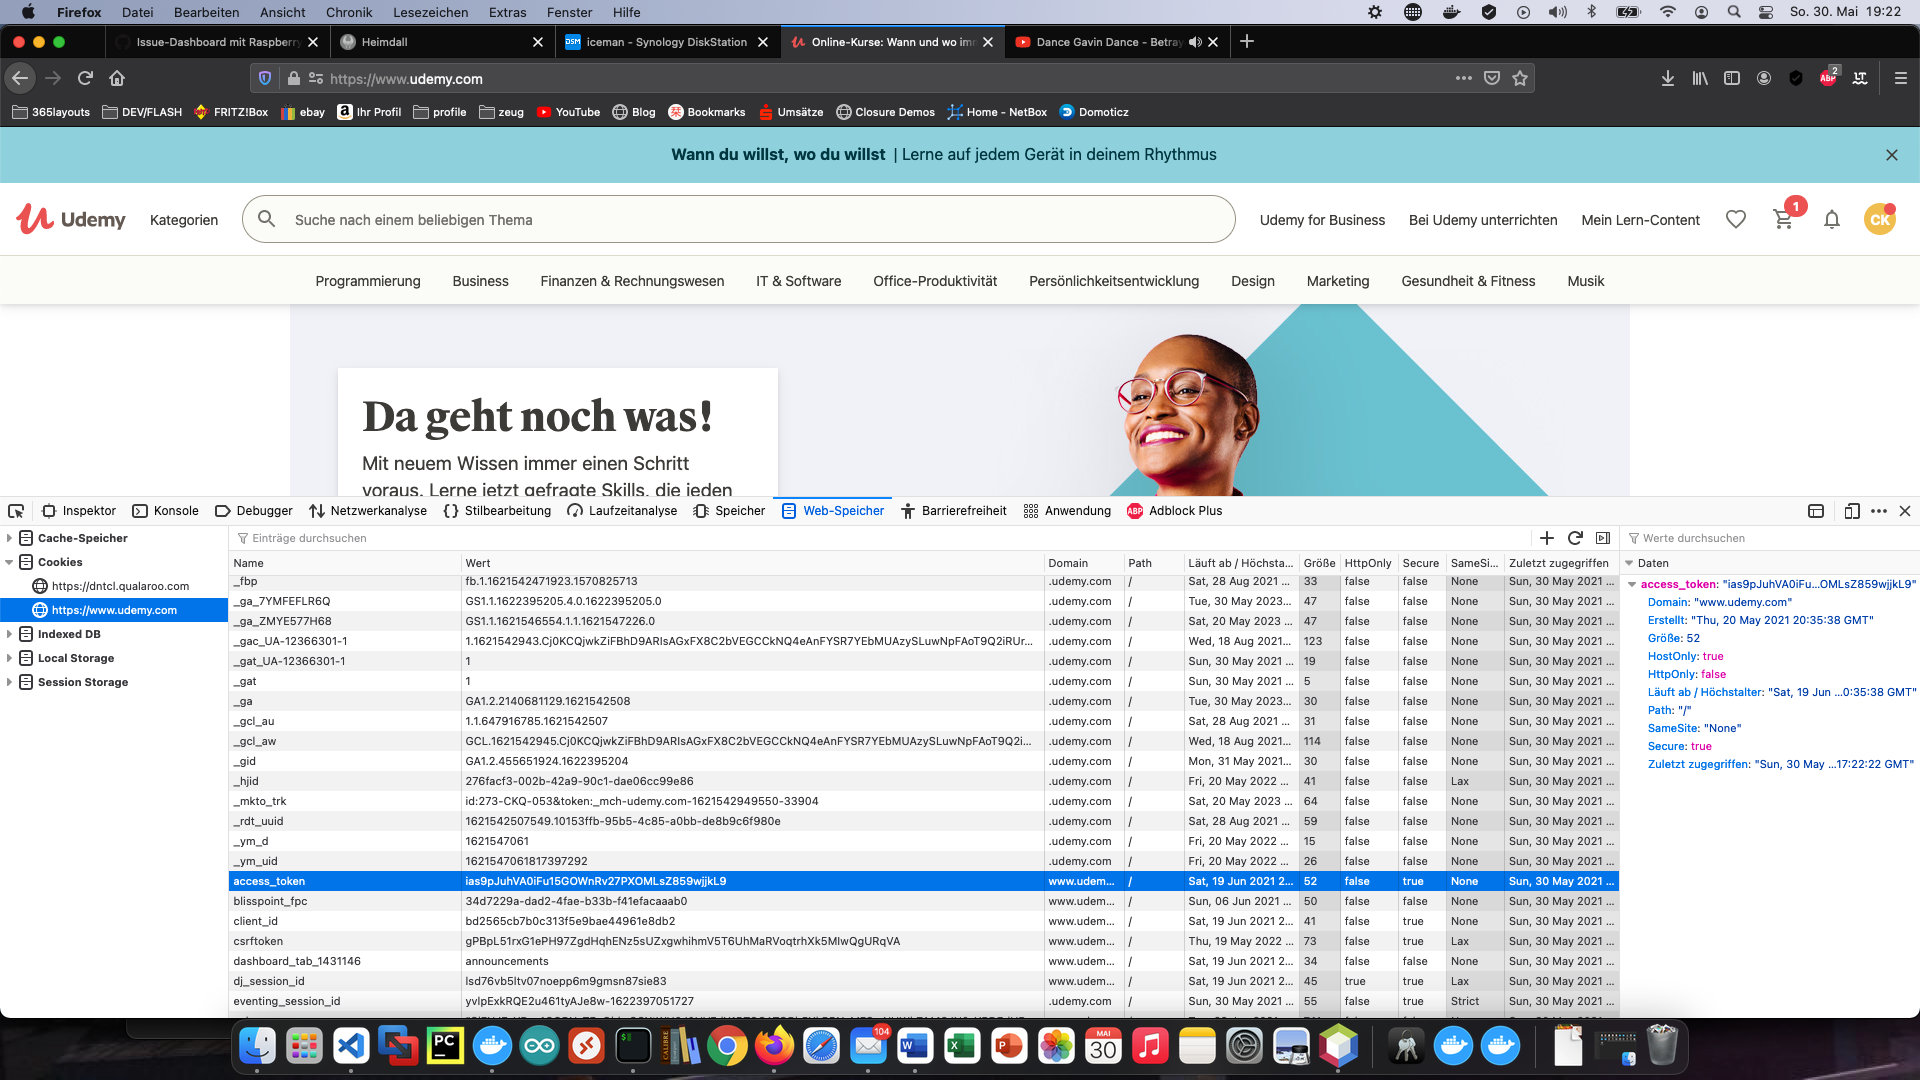 Firefox Datei Bearbeiten Ansicht Chronik Lesezeichen Extras Fenster Hilfe So. 30. Mai 19:22
Issue-Dashboard mit Raspberry Heimdall iceman - Synology DiskStation Online-Kurse: Wann und wo imm Dance Gavin Dance - Betray
https://www.udemy.com 2
365layouts DEV/FLASH FRITZ!Box ebay Ihr Profil profile zeug YouTube Blog Bookmarks Umsätze Closure Demos Home - NetBox Domoticz
Wann du willst, wo du willst | Lerne auf jedem Gerät in deinem Rhythmus
Udemy Kategorien Suche nach einem beliebigen Thema Udemy for Business Bei Udemy unterrichten Mein Lern-Content 1 CK
Programmierung Business Finanzen & Rechnungswesen IT & Software Office-Produktivität Persönlichkeitsentwicklung Design Marketing Gesundheit & Fitness Musik
Da geht noch was!
Mit neuem Wissen immer einen Schritt
voraus. Lerne jetzt gefragte Skills, die jeden
Inspektor Konsole Debugger Netzwerkanalyse Stilbearbeitung Laufzeitanalyse Speicher Web-Speicher Barrierefreiheit Anwendung ABP Adblock Plus
Cache-Speicher
Cookies
https://dntcl.qualaroo.com
https://www.udemy.com
Indexed DB
Local Storage
Session Storage
Einträge durchsuchen
Name Wert Domain Path Läuft ab / Höchsta... Größe HttpOnly Secure SameSi... Zuletzt zugegriffen
_fbp fb.1.1621542471923.1570825713 .udemy.com / Sat, 28 Aug 2021 ... 33 false false None Sun, 30 May 2021 ...
_ga_7YMFEFLR6Q GS1.1.1622395205.4.0.1622395205.0 .udemy.com / Tue, 30 May 2023... 47 false false None Sun, 30 May 2021 ...
_ga_ZMYE577H68 GS1.1.1621546554.1.1.1621547226.0 .udemy.com / Sat, 20 May 2023 ... 47 false false None Sun, 30 May 2021 ...
_gac_UA-12366301-1 1.1621542943.Cj0KCQjwkZiFBhD9ARIsAGxFX8C2bVEGCCkNQ4eAnFYSR7YEbMUAzySLuwNpFAoT9Q2iRUr... .udemy.com / Wed, 18 Aug 2021... 123 false false None Sun, 30 May 2021 ...
_gat_UA-12366301-1 1 .udemy.com / Sun, 30 May 2021 ... 19 false false None Sun, 30 May 2021 ...
_gat 1 .udemy.com / Sun, 30 May 2021 ... 5 false false None Sun, 30 May 2021 ...
_ga GA1.2.2140681129.1621542508 .udemy.com / Tue, 30 May 2023... 30 false false None Sun, 30 May 2021 ...
_gcl_au 1.1.647916785.1621542507 .udemy.com / Sat, 28 Aug 2021 ... 31 false false None Sun, 30 May 2021 ...
_gcl_aw GCL.1621542945.Cj0KCQjwkZiFBhD9ARIsAGxFX8C2bVEGCCkNQ4eAnFYSR7YEbMUAzySLuwNpFAoT9Q2i... .udemy.com / Wed, 18 Aug 2021... 114 false false None Sun, 30 May 2021 ...
_gid GA1.2.455651924.1622395204 .udemy.com / Mon, 31 May 2021... 30 false false None Sun, 30 May 2021 ...
_hjid 276facf3-002b-42a9-90c1-dae06cc99e86 .udemy.com / Fri, 20 May 2022 ... 41 false false Lax Sun, 30 May 2021 ...
_mkto_trk id:273-CKQ-053&token:_mch-udemy.com-1621542949550-33904 .udemy.com / Sat, 20 May 2023 ... 64 false false None Sun, 30 May 2021 ...
_rdt_uuid 1621542507549.10153ffb-95b5-4c85-a0bb-de8b9c6f980e .udemy.com / Sat, 28 Aug 2021 ... 59 false false None Sun, 30 May 2021 ...
_ym_d 1621547061 .udemy.com / Fri, 20 May 2022 ... 15 false false None Sun, 30 May 2021 ...
_ym_uid 1621547061817397292 .udemy.com / Fri, 20 May 2022 ... 26 false false None Sun, 30 May 2021 ...
access_token ias9pJuhVA0iFu15GOWnRv27PXOMLsZ859wjjkL9 www.udem... / Sat, 19 Jun 2021 2... 52 false true None Sun, 30 May 2021 ...
blisspoint_fpc 34d7229a-dad2-4fae-b33b-f41efacaaab0 www.udem... / Sun, 06 Jun 2021 ... 50 false false None Sun, 30 May 2021 ...
client_id bd2565cb7b0c313f5e9bae44961e8db2 www.udem... / Sat, 19 Jun 2021 2... 41 false true None Sun, 30 May 2021 ...
csrftoken gPBpL51rxG1ePH97ZgdHqhENz5sUZxgwhihmV5T6UhMaRVoqtrhXk5MIwQgURqVA www.udem... / Thu, 19 May 2022 ... 73 false true Lax Sun, 30 May 2021 ...
dashboard_tab_1431146 announcements www.udem... / Sat, 19 Jun 2021 2... 34 false false None Sun, 30 May 2021 ...
dj_session_id lsd76vb5ltv07noepp6m9gmsn87sie83 www.udem... / Sat, 19 Jun 2021 2... 45 true true Lax Sun, 30 May 2021 ...
eventing_session_id yvlpExkRQE2u461tyAJe8w-1622397051727 .udemy.com / Sun, 30 May 2021 ... 55 false true Strict Sun, 30 May 2021 ...
Werte durchsuchen
Daten
access_token: "ias9pJuhVA0iFu...OMLsZ859wjjkL9"
Domain: "www.udemy.com"
Erstellt: "Thu, 20 May 2021 20:35:38 GMT"
Größe: 52
HostOnly: true
HttpOnly: false
Läuft ab / Höchstalter: "Sat, 19 Jun ...0:35:38 GMT"
Path: "/"
SameSite: "None"
Secure: true
Zuletzt zugegriffen: "Sun, 30 May ...17:22:22 GMT"
PC CALIBRE 104 MAI 30